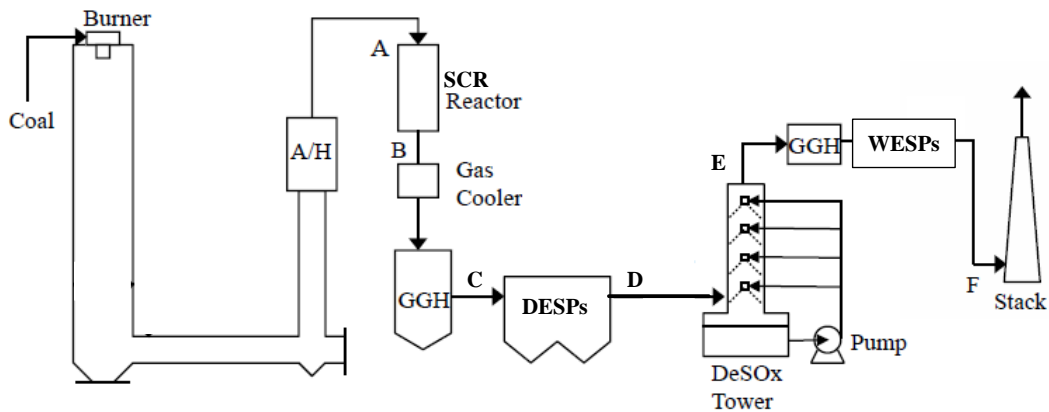 Burner
Coal
A/H
A
SCR
Reactor
B
Gas
Cooler
GGH
C
DESPs
D
E
GGH
WESPs
F
Stack
Pump
DeSOx
Tower